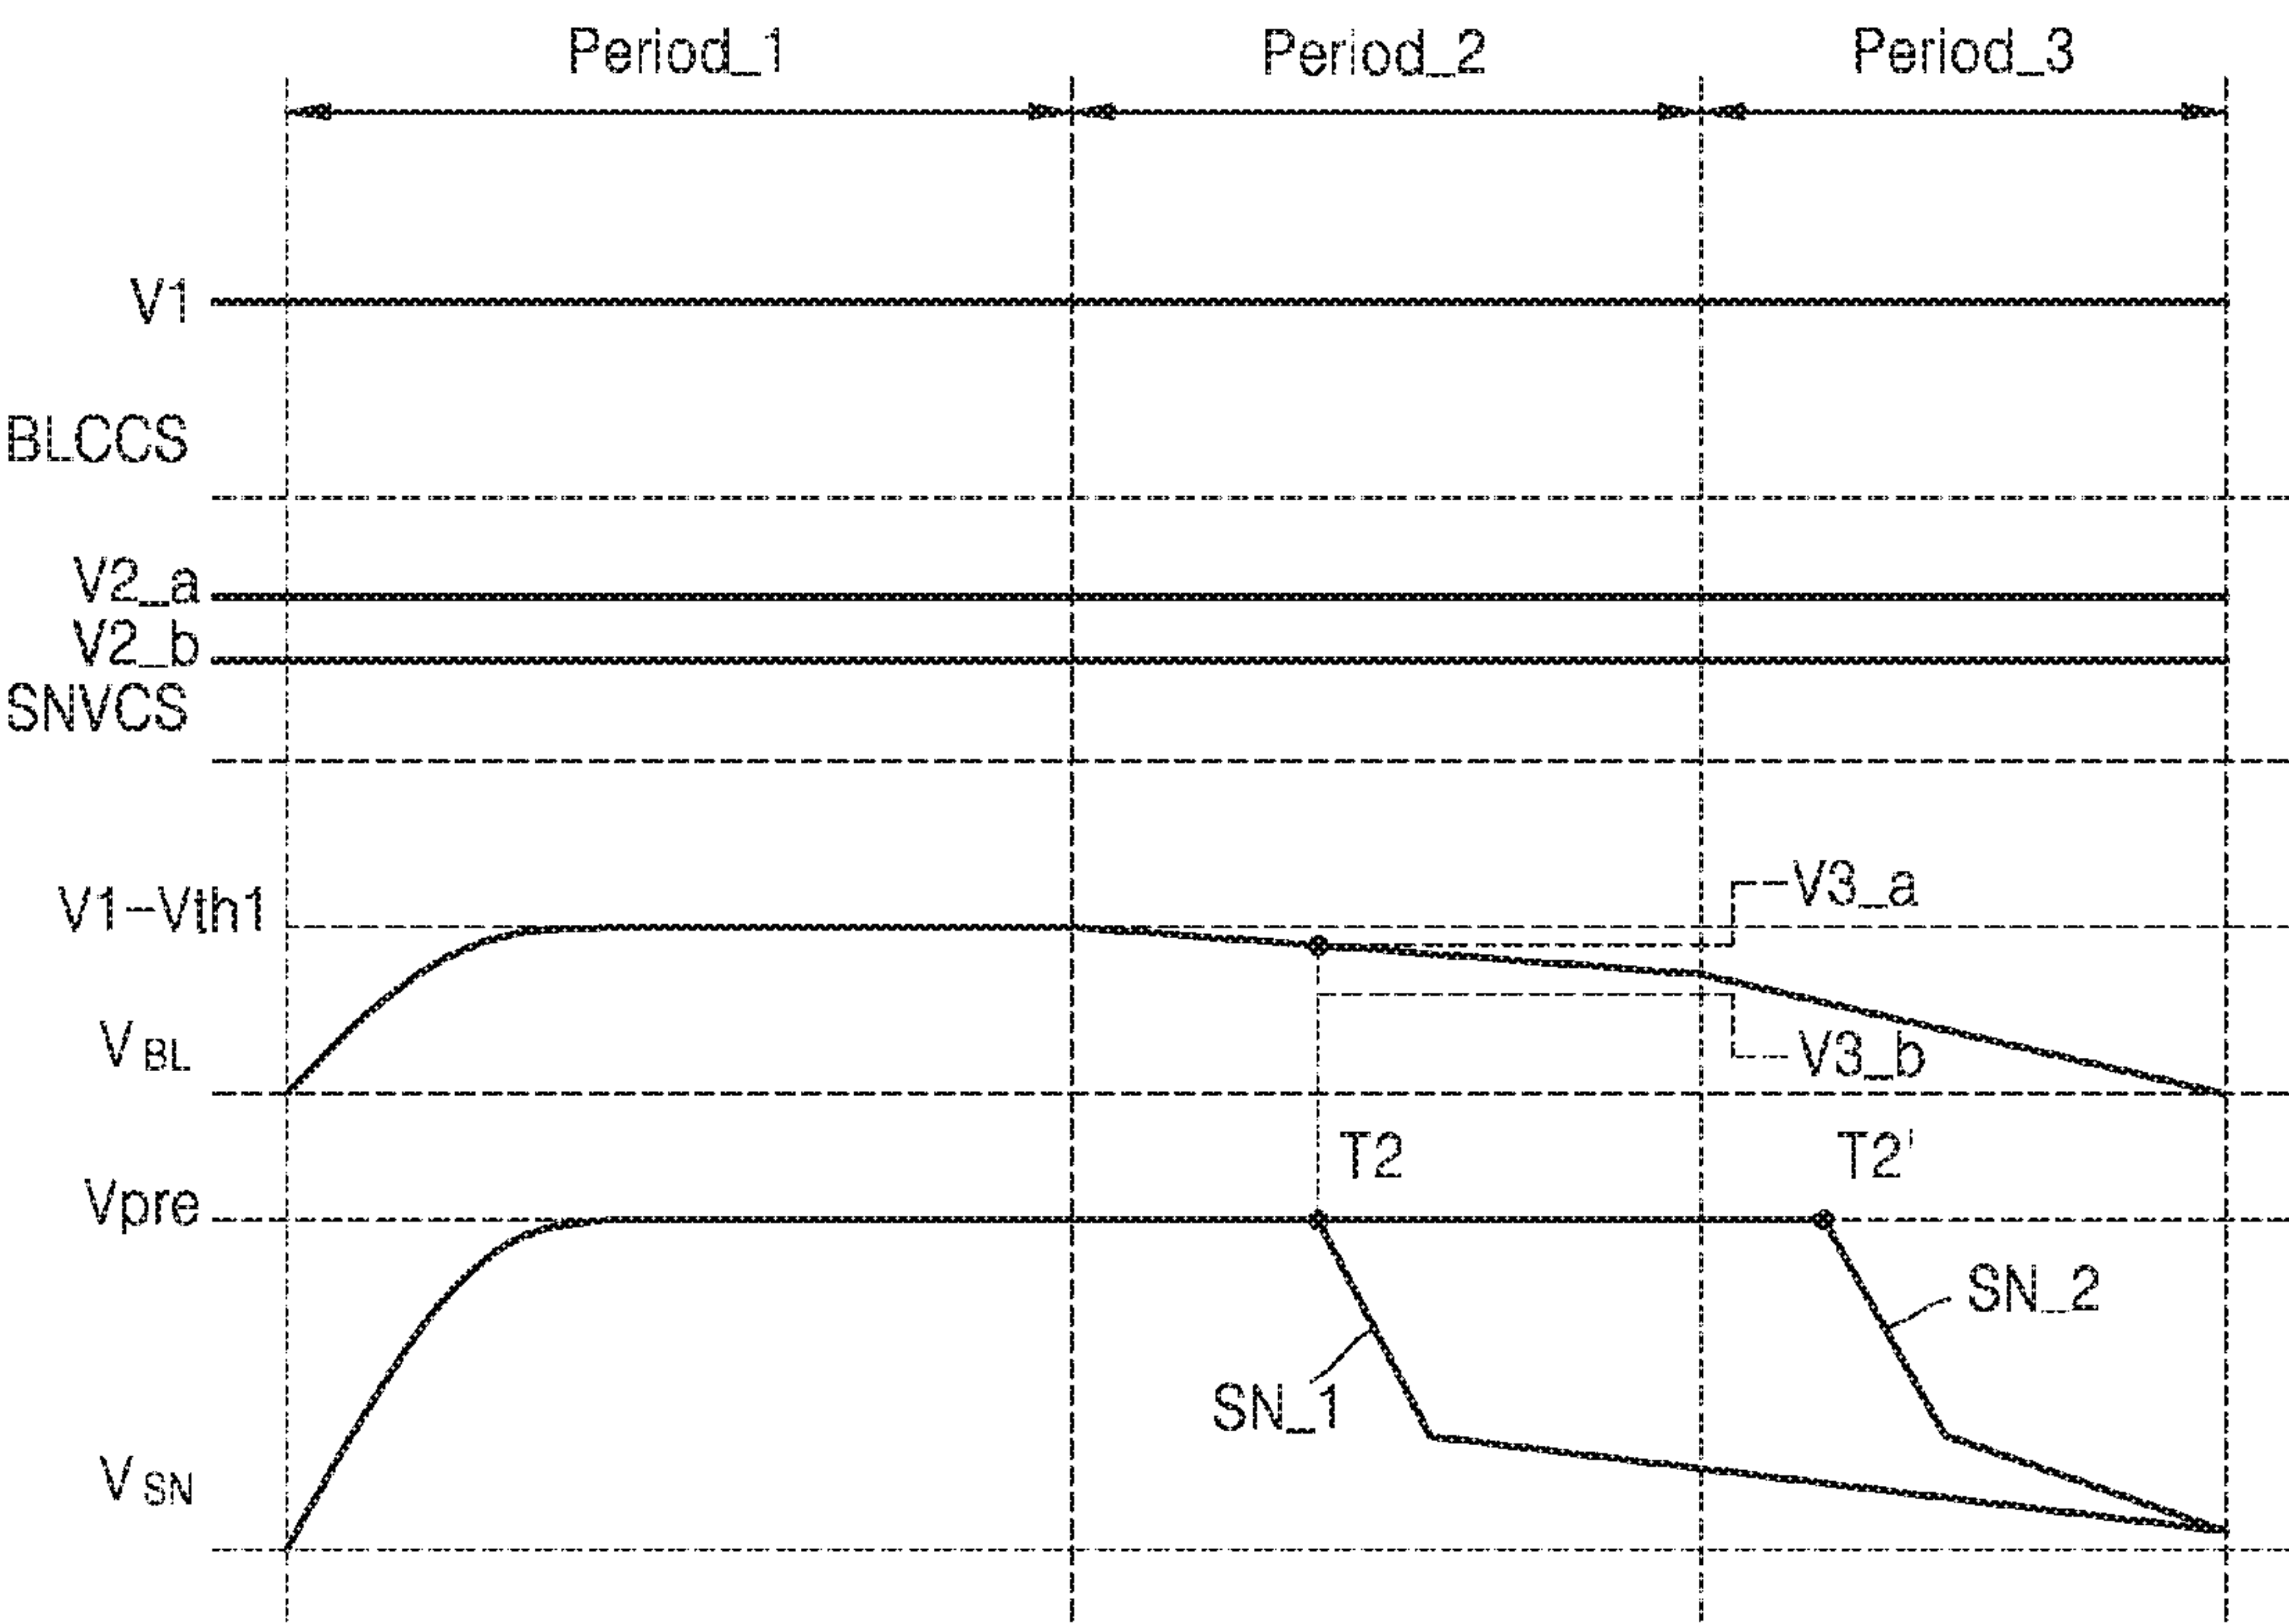 Period_1
Period_2
Period_3
V1
BLCCS
V2_a
V2_b
SNVCS
V1-Vth1
V3_a
VBL
V3_b
T2
T2'
Vpre
SN_2
SN_1
VSN